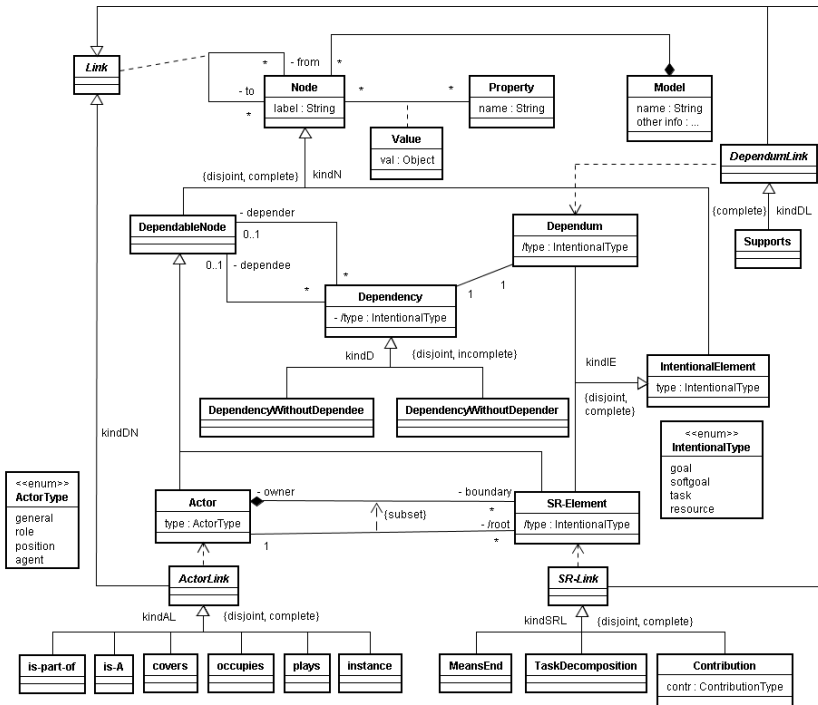 Link
*
- from
*
- to
*
Node
label : String
*
*
Property
name : String
Model
name : String
other info : ...
Value
val : Object
DependumLink
{disjoint, complete}
kindN
{complete}
kindDL
Supports
DependableNode
- depender
0..1
0..1
- dependee
*
*
Dependum
/type : IntentionalType
1
1
Dependency
- /type : IntentionalType
kindD
{disjoint, incomplete}
kindIE
{disjoint,
complete}
IntentionalElement
type : IntentionalType
DependencyWithoutDependee
DependencyWithoutDepender
kindDN
<<enum>>
IntentionalType
goal
softgoal
task
resource
<<enum>>
ActorType
general
role
position
agent
Actor
type : ActorType
- owner
- boundary
*
{subset}
- /root
1
*
SR-Element
/type : IntentionalType
ActorLink
SR-Link
kindAL
{disjoint, complete}
kindSRL
{disjoint, complete}
is-part-of
is-A
covers
occupies
plays
instance
MeansEnd
TaskDecomposition
Contribution
contr : ContributionType